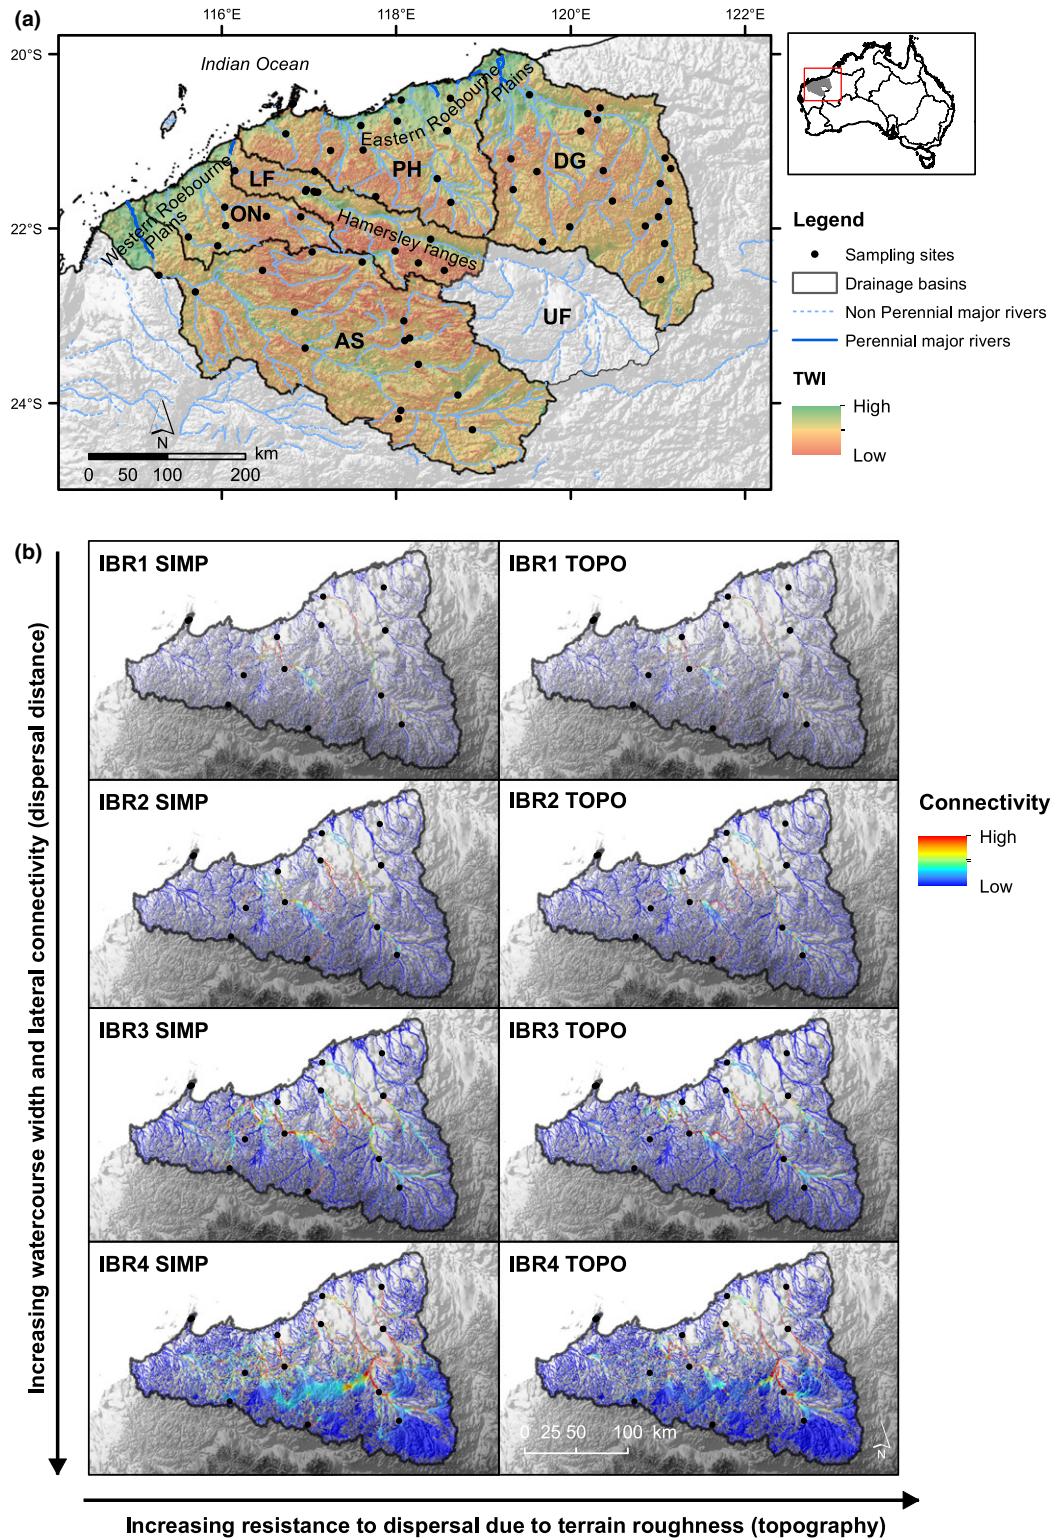 (a)
116°E
118°E
120°E
122°E
20°S
22°S
24°S
Indian Ocean
Eastern Roebourne
Plains
Western Roebourne
Plains
Hamersley ranges
LF
PH
DG
ON
AS
UF
N
km
0 50 100 200
Legend
Sampling sites
Drainage basins
Non Perennial major rivers
Perennial major rivers
TWI
High
Low
(b)
IBR1 SIMP
IBR1 TOPO
IBR2 SIMP
IBR2 TOPO
IBR3 SIMP
IBR3 TOPO
IBR4 SIMP
IBR4 TOPO
0 25 50 100 km
N
Connectivity
High
Low
Increasing watercourse width and lateral connectivity (dispersal distance)
Increasing resistance to dispersal due to terrain roughness (topography)